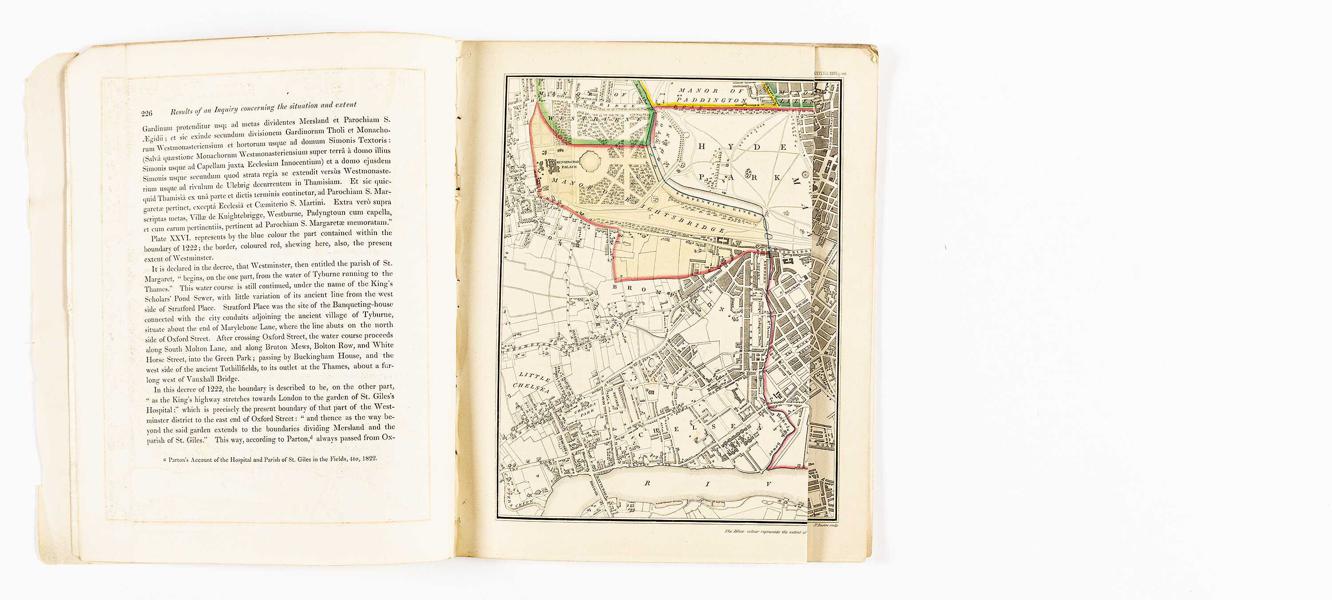 226 Results of an Inquiry concerning the situation and extent
Gardinum protenditur usq; ad metas dividentes Mersland et Parochiam S.
Ægidii; et sic exinde secundum divisionem Gardinorum Tholi et Monacho-
rum Westmonasteriensium et hortorum usque ad domum Simonis Textoris:
(Salvâ quæstione Monachorum Westmonasteriensium super terrâ à domo illius
Simonis usque ad Capellam juxta Ecclesiam Innocentium) et a domo ejusdem
Simonis usque secundum quod strata regia se extendit versùs Westmonaste-
rium usque ad rivulum de Ulebrig decurrentem in Thamisiam. Et sic quic-
quid Thamisiâ ex unâ parte et dictis terminis continetur, ad Parochiam S. Mar-
garetæ pertinet, exceptâ Ecclesiâ et Cœmiterio S. Martini. Extra verò supra
scriptas metas, Villæ de Knightebrigge, Westburne, Padyngtoun cum capella,
et cum earum pertinentiis, pertinent ad Parochiam S. Margaretæ memoratam."
Plate XXVI. represents by the blue colour the part contained within the
boundary of 1222; the border, coloured red, shewing here, also, the present
extent of Westminster.
It is declared in the decree, that Westminster, then entitled the parish of St.
Margaret, " begins, on the one part, from the water of Tyburne running to the
Thames." This water course is still continued, under the name of the King's
Scholars' Pond Sewer, with little variation of its ancient line from the west
side of Stratford Place. Stratford Place was the site of the Banqueting-house
connected with the city conduits adjoining the ancient village of Tyburne,
situate about the end of Marylebone Lane, where the line abuts on the north
side of Oxford Street. After crossing Oxford Street, the water course proceeds
along South Molton Lane, and along Bruton Mews, Bolton Row, and White
Horse Street, into the Green Park; passing by Buckingham House, and the
west side of the ancient Tothillfields, to its outlet at the Thames, about a fur-
long west of Vauxhall Bridge.
In this decree of 1222, the boundary is described to be, on the other part,
" as the King's highway stretches towards London to the garden of St. Giles's
Hospital:" which is precisely the present boundary of that part of the West-
minster district to the east end of Oxford Street: " and thence as the way be-
yond the said garden extends to the boundaries dividing Mersland and the
parish of St. Giles." This way, according to Parton,ᵈ always passed from Ox-
ᵈ Parton's Account of the Hospital and Parish of St. Giles in the Fields, 4to, 1822.
MANOR OF
PADDINGTON
OF
HYDE
PARK
KENSINGTON
PALACE
MANOR
KNIGHTSBRIDGE
M
A
BROMPTON
LITTLE
CHELSEA
CHELSEA
RIV
The Blue colour represents the extent of